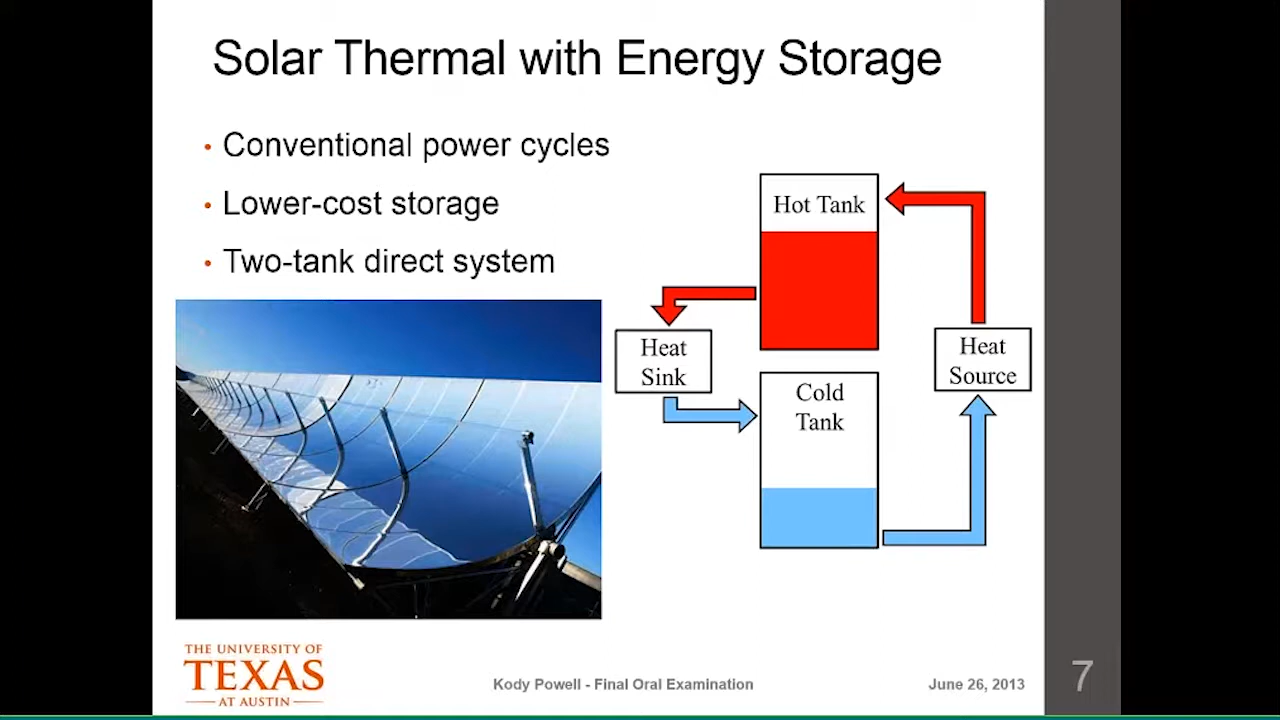 Solar Thermal with Energy Storage
• Conventional power cycles
• Lower-cost storage
• Two-tank direct system
Hot Tank
Heat
Sink
Heat
Source
Cold
Tank
THE UNIVERSITY OF
TEXAS
AT AUSTIN
Kody Powell - Final Oral Examination
June 26, 2013
7